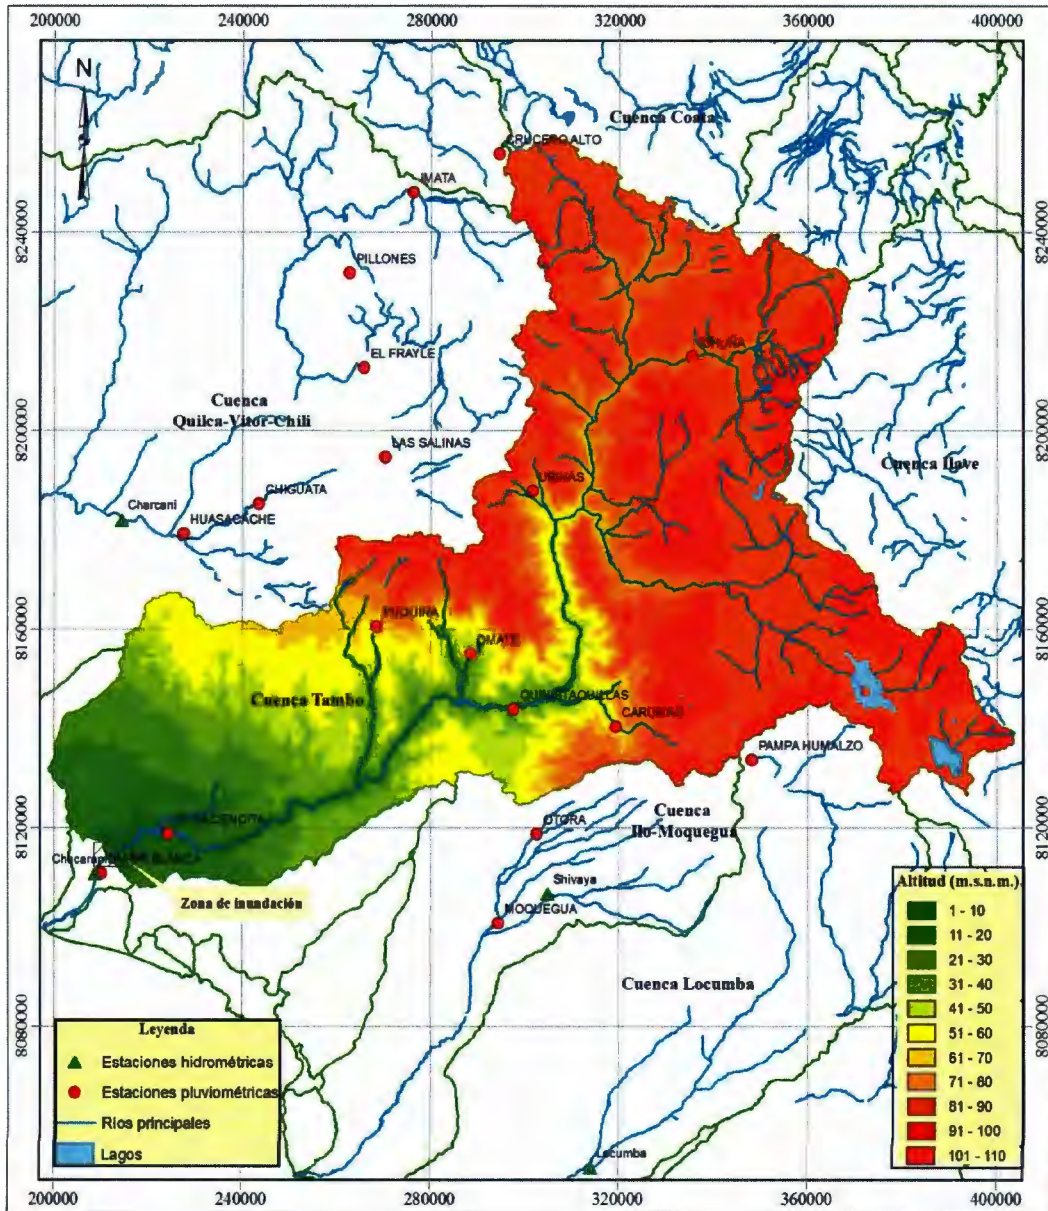 200000 240000 280000 320000 360000 400000
N
Cuenca Coata
CRUCERO ALTO
IMATA
8240000
8240000
PILLONES
EL FRAYLE
Cuenca
Quilca-Vitor-Chili
8200000
8200000
LAS SALINAS
Cuenca Ilave
CHIGUATA
Charcani
HUASACACHE
8160000
8160000
PUQUINA
OMATE
Cuenca Tambo
QUINISTAQUILLAS
CARUMAS
PAMPA HUMALZO
8120000
8120000
OTORA
Cuenca
Ilo-Moquegua
Shivaya
MOQUEGUA
Zona de inundación
Cuenca Locumba
8080000
8080000
Locumba
Leyenda
Estaciones hidrométricas
Estaciones pluviométricas
Ríos principales
Lagos
Altitud (m.s.n.m.)
1 - 10
11 - 20
21 - 30
31 - 40
41 - 50
51 - 60
61 - 70
71 - 80
81 - 90
91 - 100
101 - 110
200000 240000 280000 320000 360000 400000